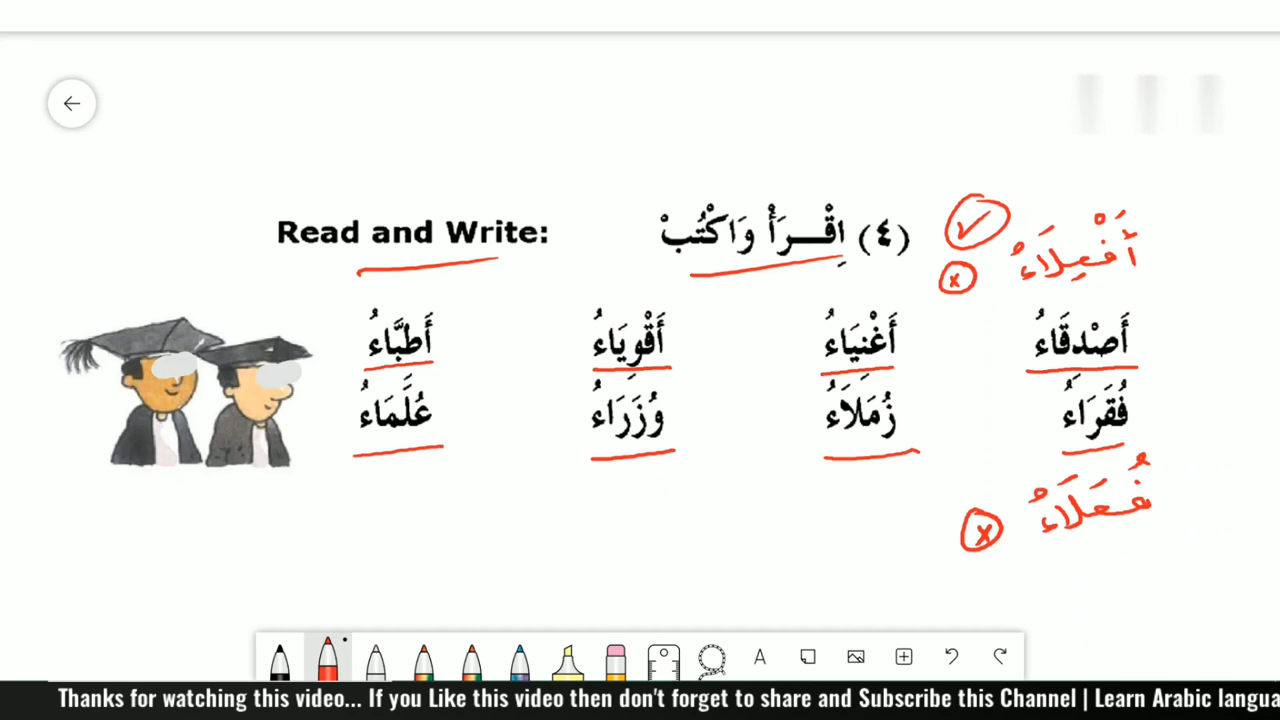 Read and Write: (٤) اِقْـــرَأْ وَاكْتُبْ
أَفْعِلَاءُ
أَصْدِقَاءُ أَغْنِيَاءُ أَقْوِيَاءُ أَطِبَّاءُ
فُقَرَاءُ زُمَلَاءُ وُزَرَاءُ عُلَمَاءُ
فُعَلَاءُ
A
Thanks for watching this video... If you Like this video then don't forget to share and Subscribe this Channel | Learn Arabic langua